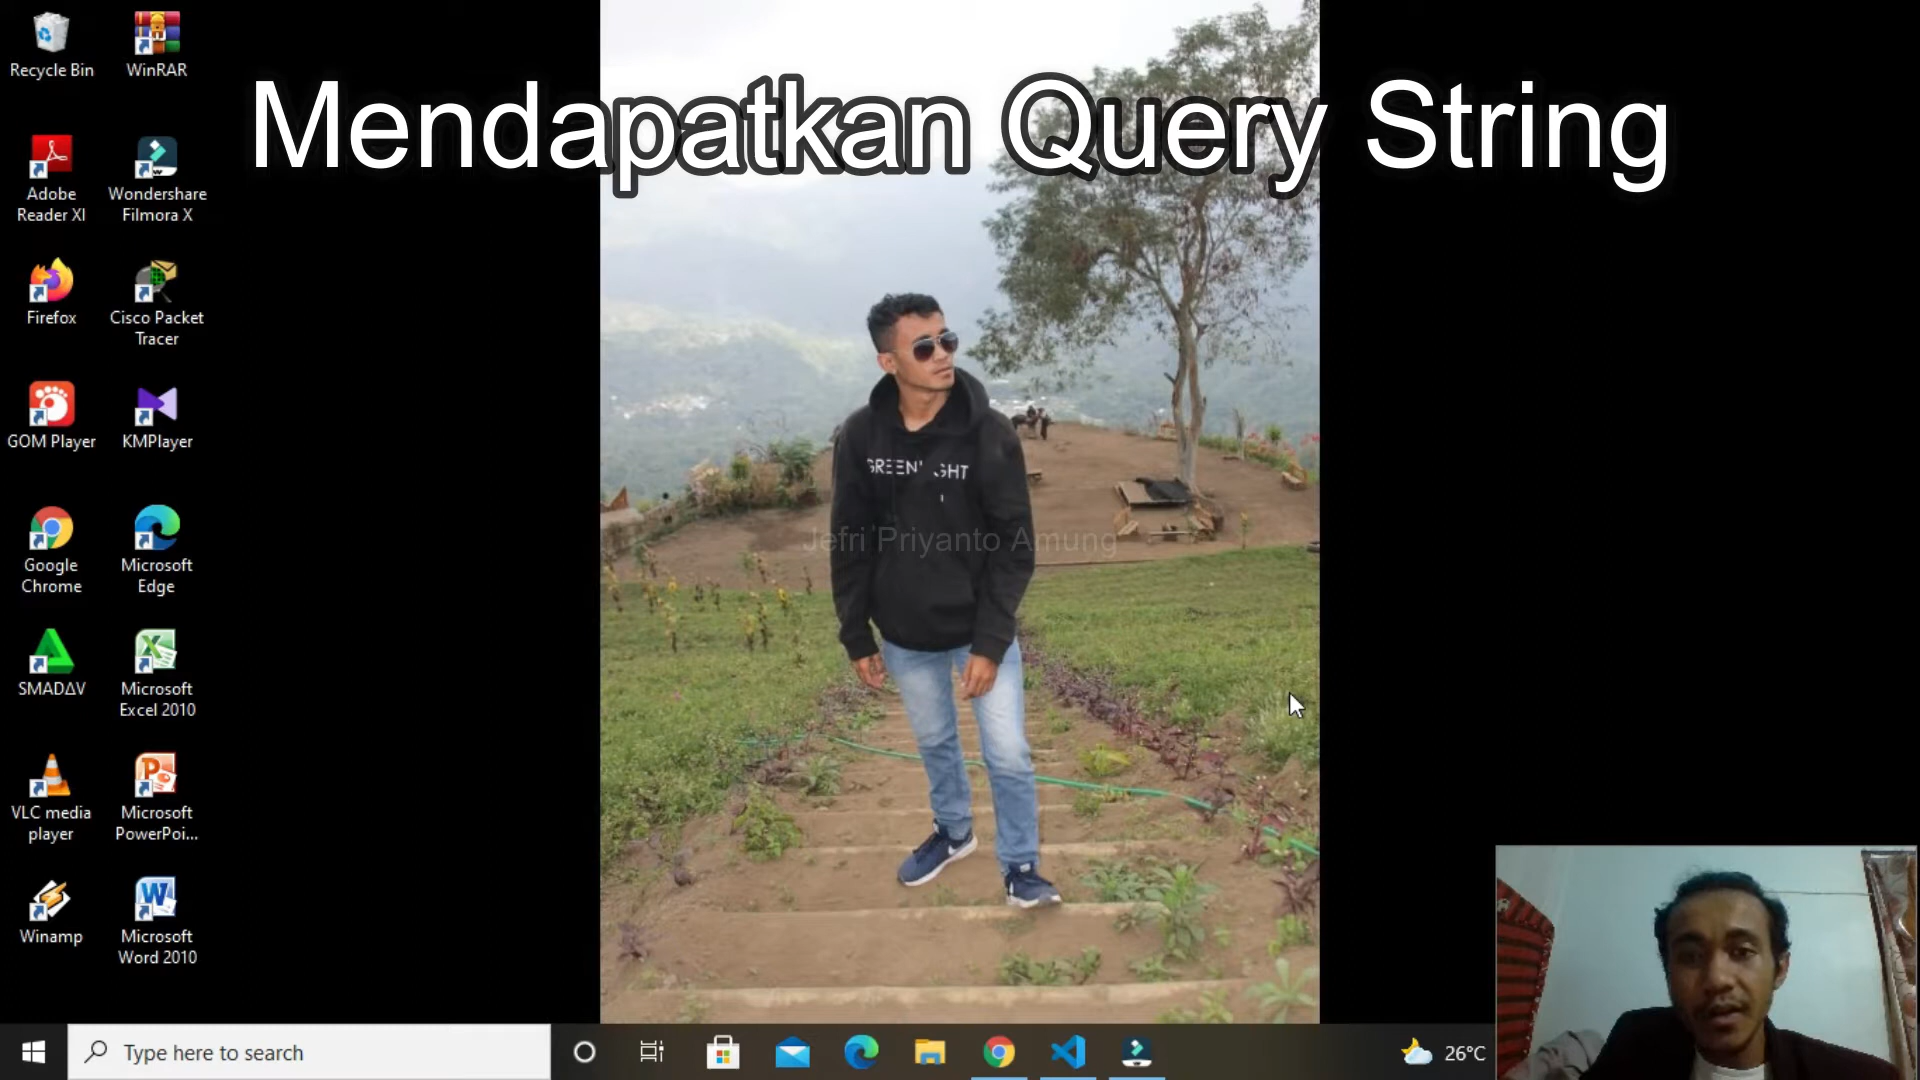 Mendapatkan Query String
Recycle Bin
WinRAR
Adobe
Reader XI
Wondershare
Filmora X
Firefox
Cisco Packet
Tracer
GOM Player
KMPlayer
Google
Chrome
Microsoft
Edge
SMADΔV
Microsoft
Excel 2010
VLC media
player
Microsoft
PowerPoi...
Winamp
Microsoft
Word 2010
Jefri Priyanto Amung
Type here to search
26°C